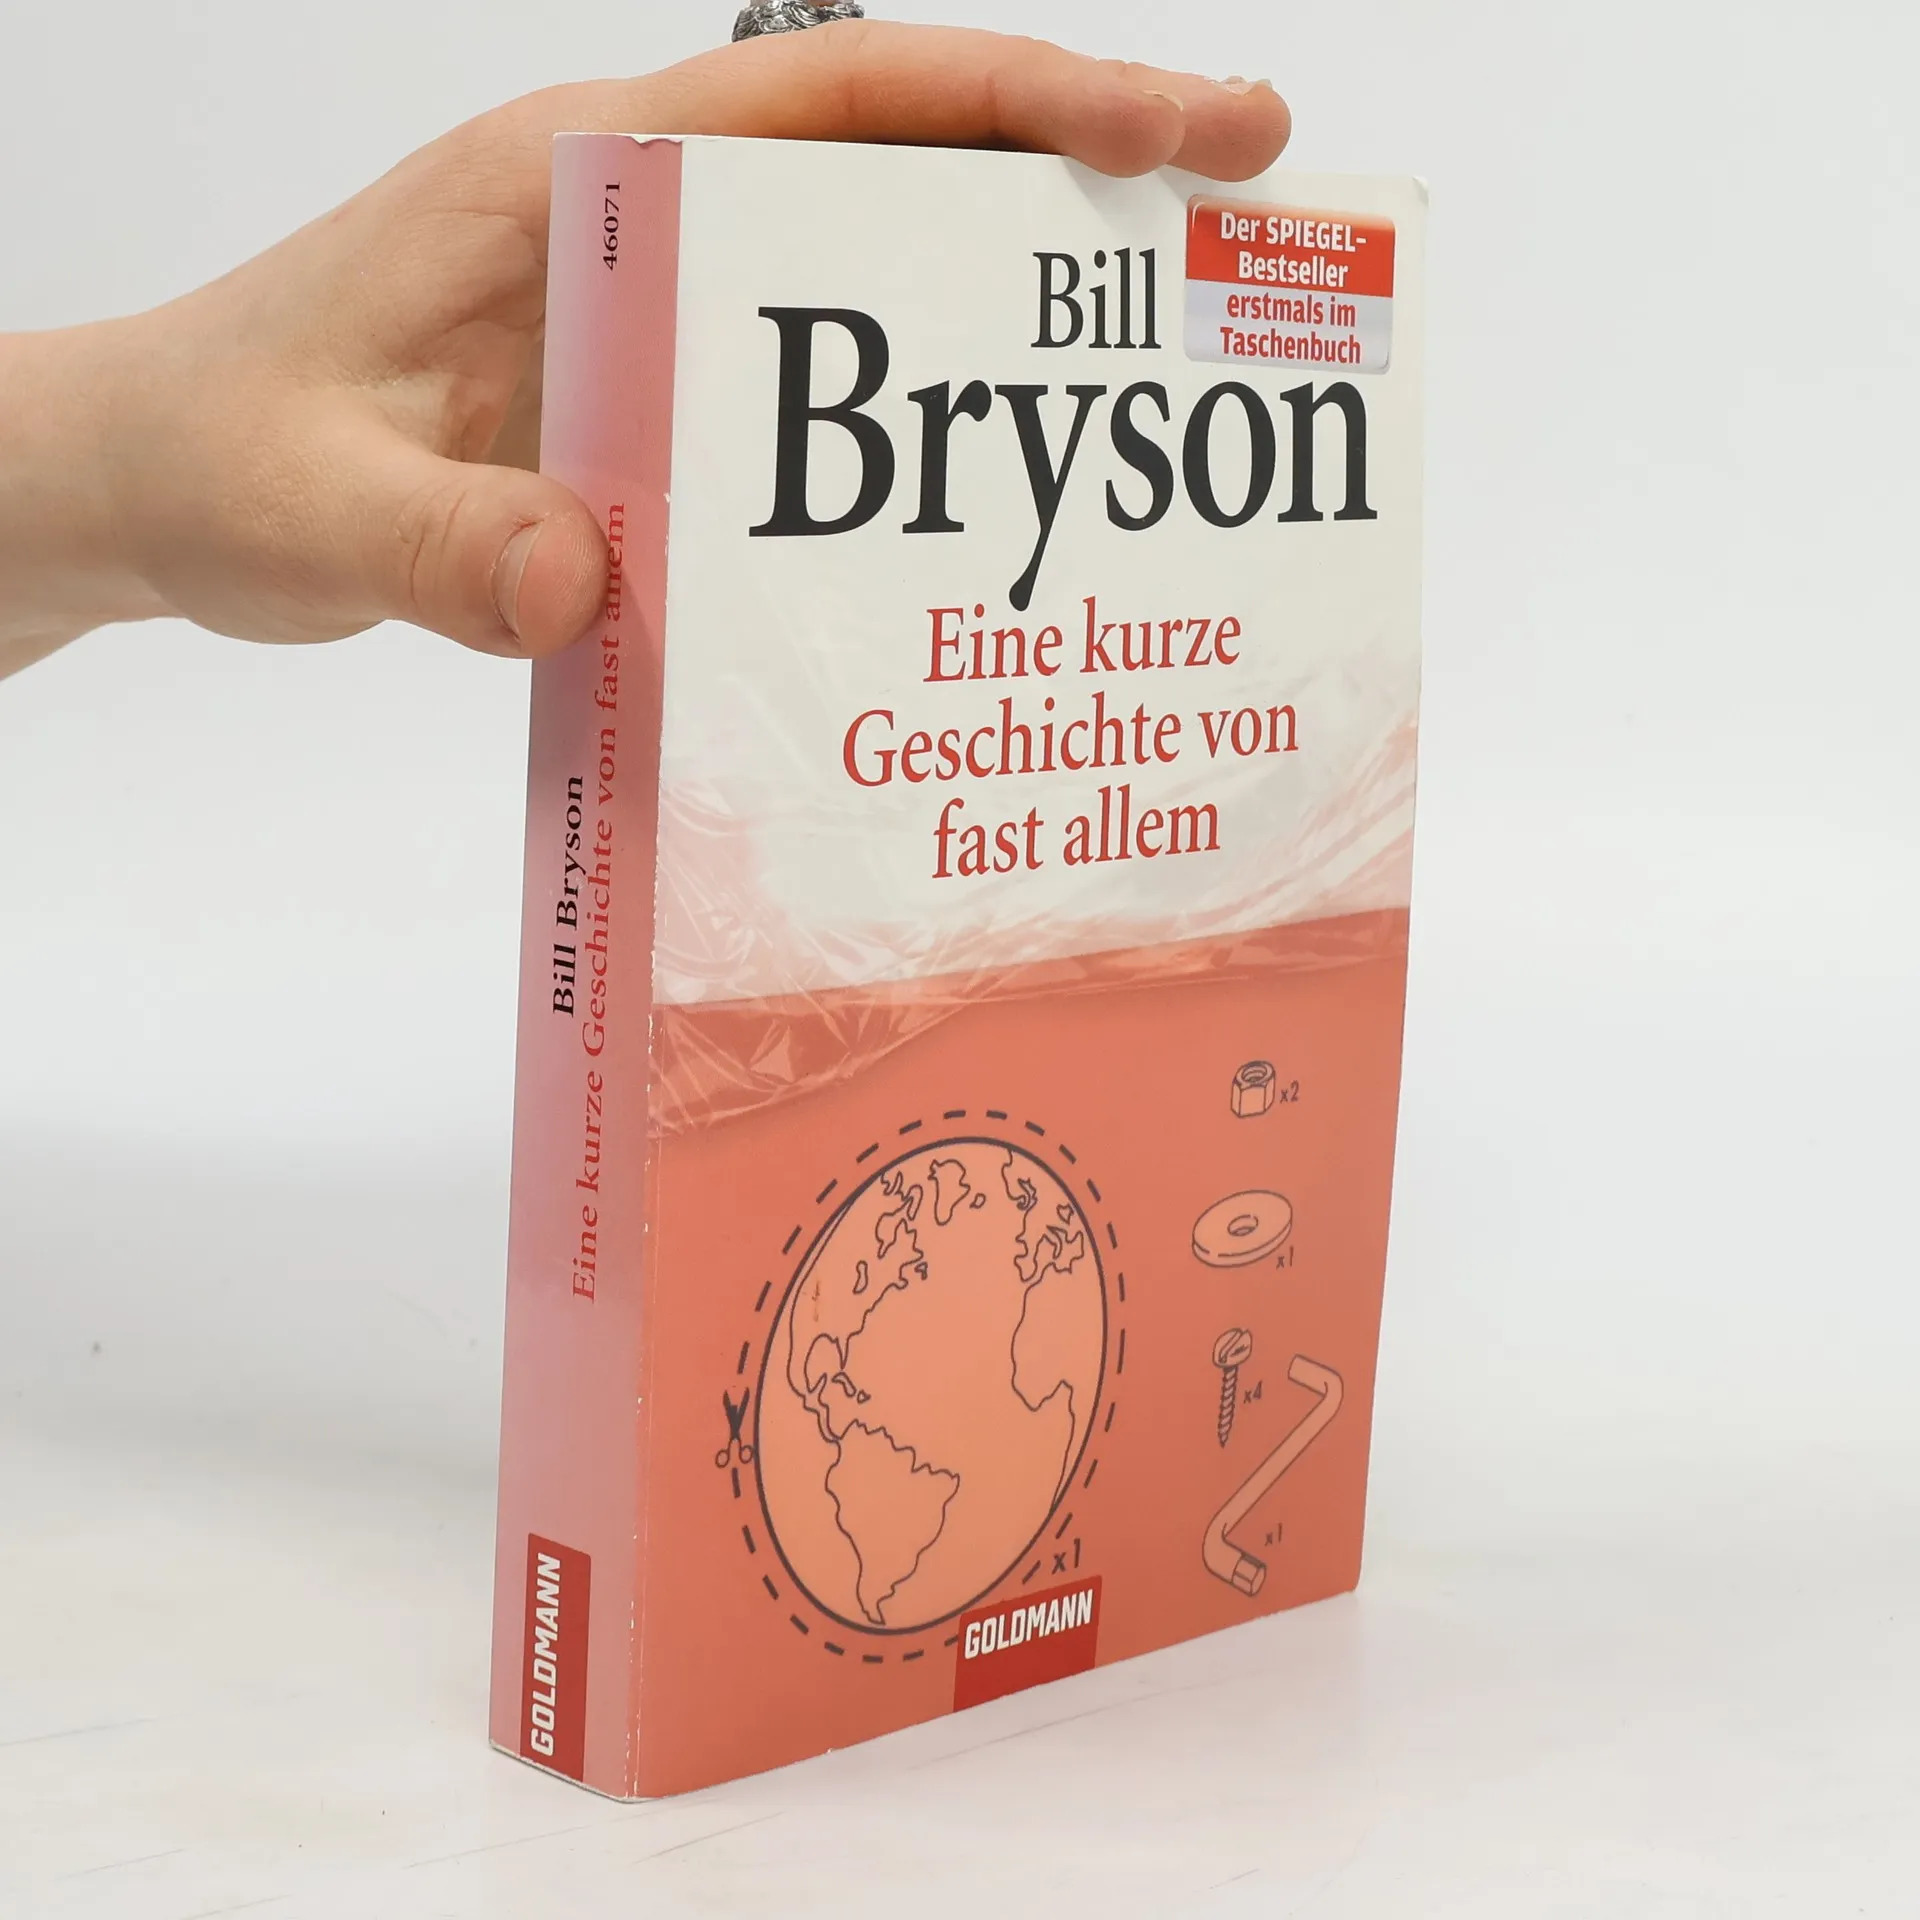 46071
Bill Bryson
Eine kurze Geschichte von fast allem
GOLDMANN
Bill
Bryson
Der SPIEGEL-
Bestseller
erstmals im
Taschenbuch
Eine kurze
Geschichte von
fast allem
x2
x1
x4
x1
x1
GOLDMANN